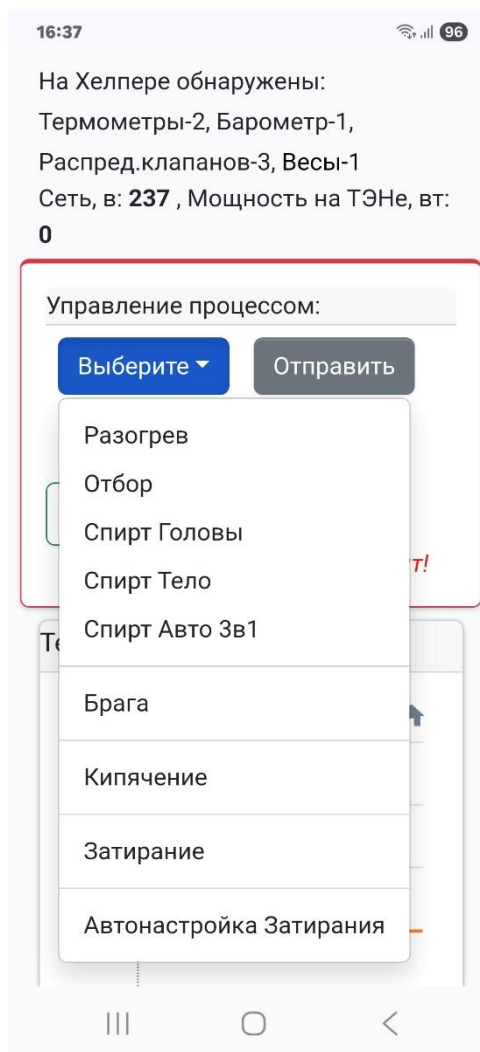 16:37
96
На Хелпере обнаружены:
Термометры-2, Барометр-1,
Распред.клапанов-3, Весы-1
Сеть, в: 237 , Мощность на ТЭНе, вт:
0
Управление процессом:
Выберите
Отправить
Разогрев
Отбор
Спирт Головы
т!
Спирт Тело
Спирт Авто 3в1
Те
Брага
Кипячение
Затирание
Автонастройка Затирания